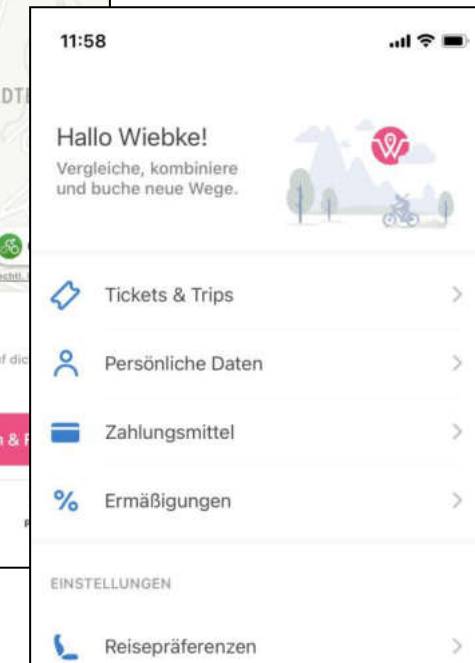 11:58
Hallo Wiebke!
Vergleiche, kombiniere
und buche neue Wege.
Tickets & Trips
Persönliche Daten
Zahlungsmittel
%
Ermäßigungen
EINSTELLUNGEN
Reisepräferenzen